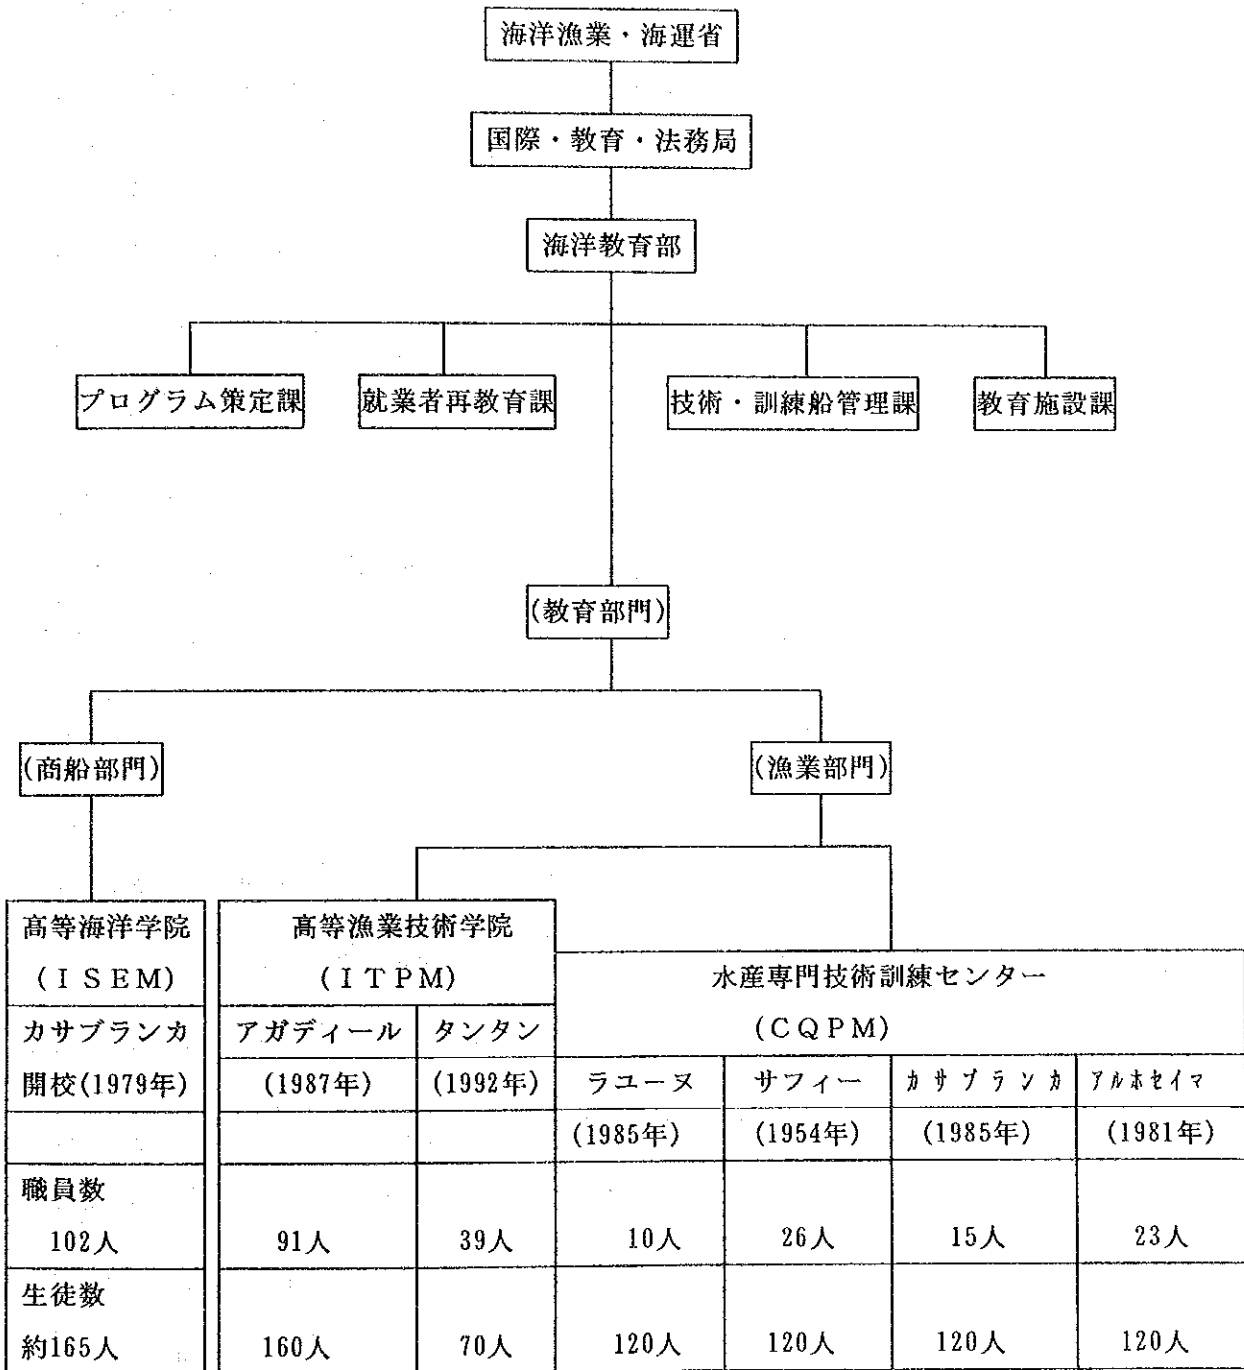 海洋漁業・海運省
国際・教育・法務局
海洋教育部
プログラム策定課 就業者再教育課 技術・訓練船管理課 教育施設課
(教育部門)
(商船部門) (漁業部門)
高等海洋学院 高等漁業技術学院
(ISEM) (ITPM) 水産専門技術訓練センター
カサブランカ アガディール タンタン (CQPM)
開校(1979年) (1987年) (1992年) ラユーヌ サフィー カサブランカ アルホセイマ
(1985年) (1954年) (1985年) (1981年)
職員数
102人 91人 39人 10人 26人 15人 23人
生徒数
約165人 160人 70人 120人 120人 120人 120人